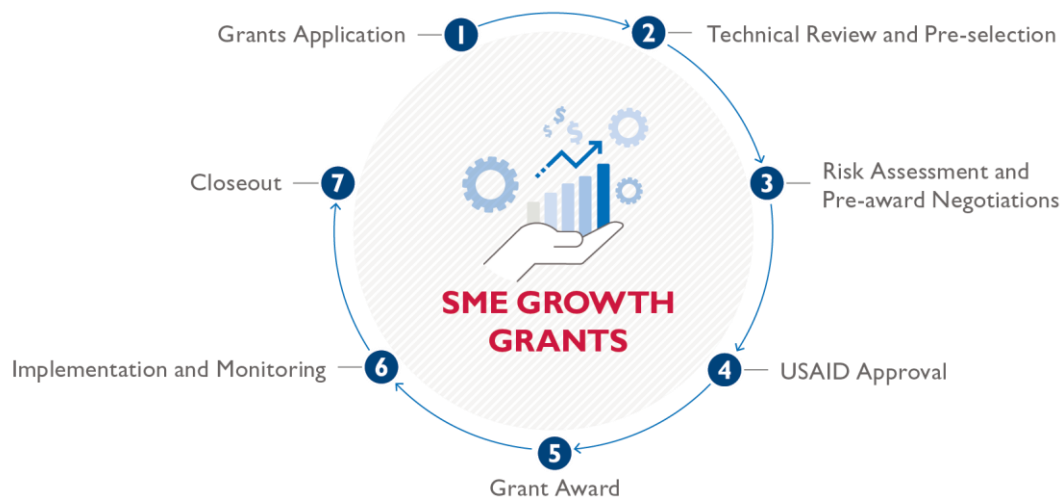 Grants Application
1
2
Technical Review and Pre-selection
3
Risk Assessment and
Pre-award Negotiations
4
USAID Approval
5
Grant Award
6
Implementation and Monitoring
7
Closeout
$
$
$
SME GROWTH
GRANTS